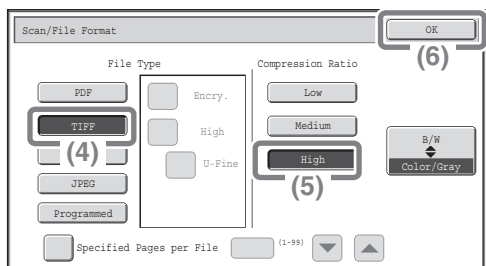 Scan/File Format
OK
(6)
File Type
Compression Ratio
PDF
Encry.
Low
TIFF
High
Medium
(4)
B/W
U-Fine
High
Color/Gray
(5)
JPEG
Programmed
Specified Pages per File
(1-99)